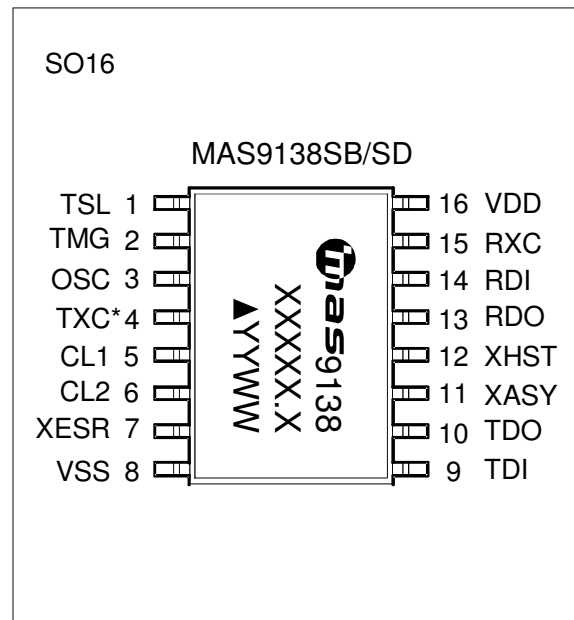 SO16
MAS9138SB/SD
TSL 1
TMG 2
OSC 3
TXC* 4
CL1 5
CL2 6
XESR 7
VSS 8
16 VDD
15 RXC
14 RDI
13 RDO
12 XHST
11 XASY
10 TDO
9 TDI
mas9138
XXXXX.X
▲YYWW